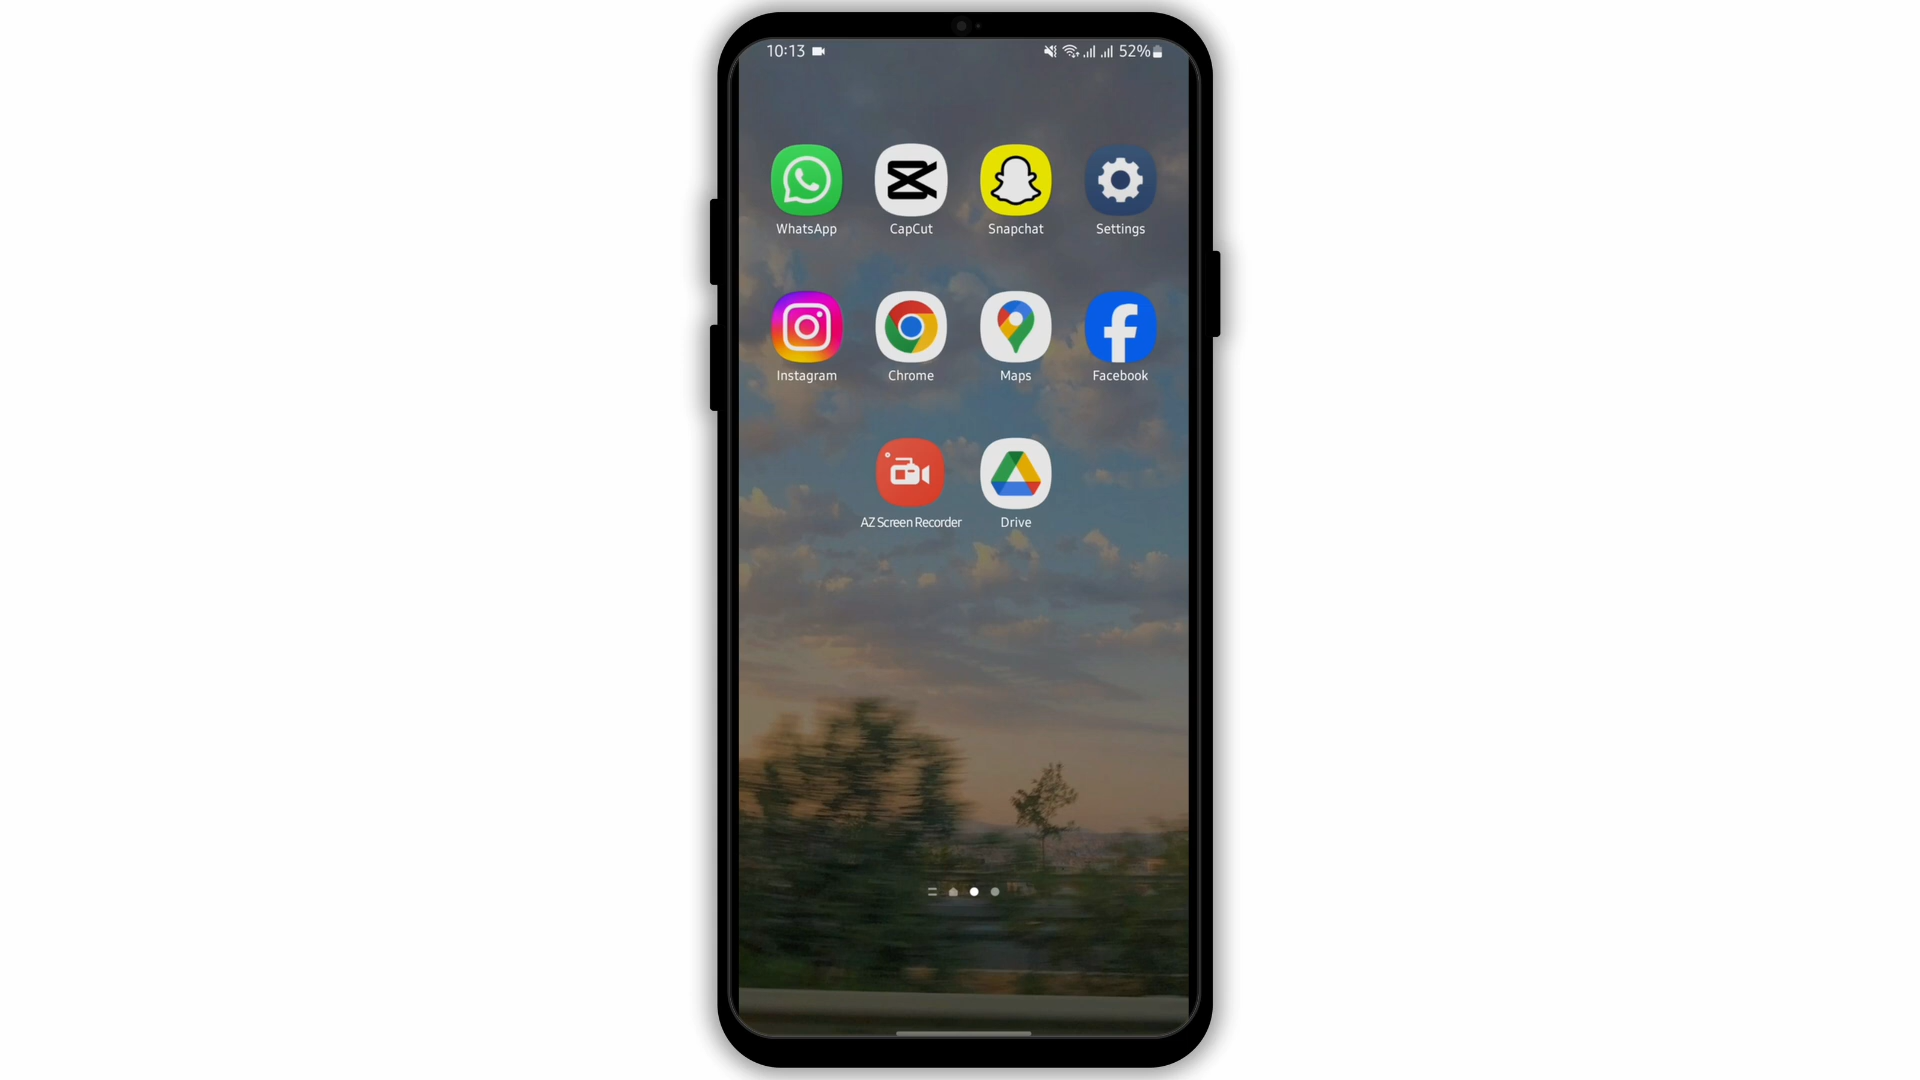 10:13 52%
WhatsApp CapCut Snapchat Settings
Instagram Chrome Maps Facebook
AZ Screen Recorder Drive